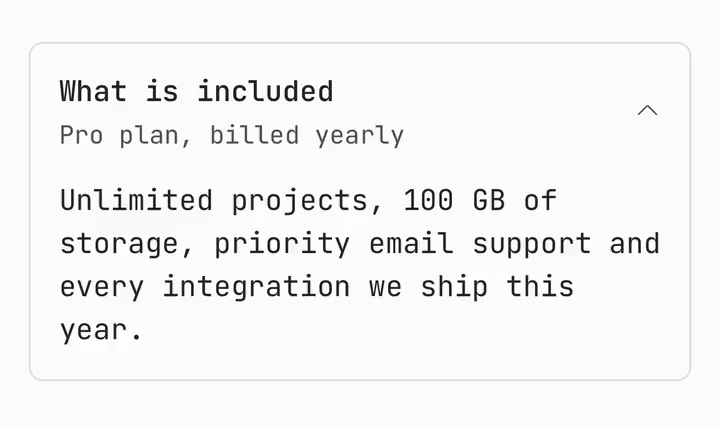 What is included
Pro plan, billed yearly
Unlimited projects, 100 GB of
storage, priority email support and
every integration we ship this
year.